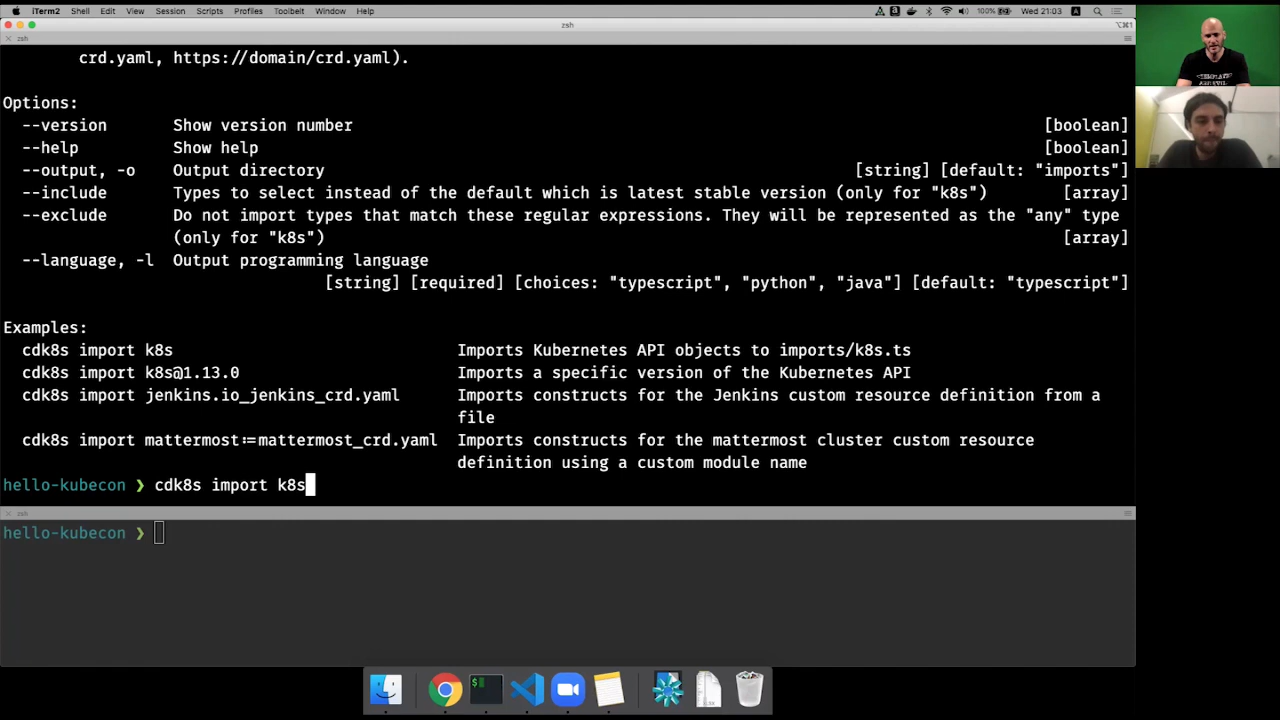 iTerm2 Shell Edit View Session Scripts Profiles Toolbelt Window Help 100% Wed 21:03
zsh
⌥⌘1
zsh
crd.yaml, https://domain/crd.yaml).
Options:
--version Show version number [boolean]
--help Show help [boolean]
--output, -o Output directory [string] [default: "imports"]
--include Types to select instead of the default which is latest stable version (only for "k8s") [array]
--exclude Do not import types that match these regular expressions. They will be represented as the "any" type
(only for "k8s") [array]
--language, -l Output programming language
[string] [required] [choices: "typescript", "python", "java"] [default: "typescript"]
Examples:
cdk8s import k8s Imports Kubernetes API objects to imports/k8s.ts
cdk8s import k8s@1.13.0 Imports a specific version of the Kubernetes API
cdk8s import jenkins.io_jenkins_crd.yaml Imports constructs for the Jenkins custom resource definition from a
file
cdk8s import mattermost:=mattermost_crd.yaml Imports constructs for the mattermost cluster custom resource
definition using a custom module name
hello-kubecon ❯ cdk8s import k8s
zsh
hello-kubecon ❯